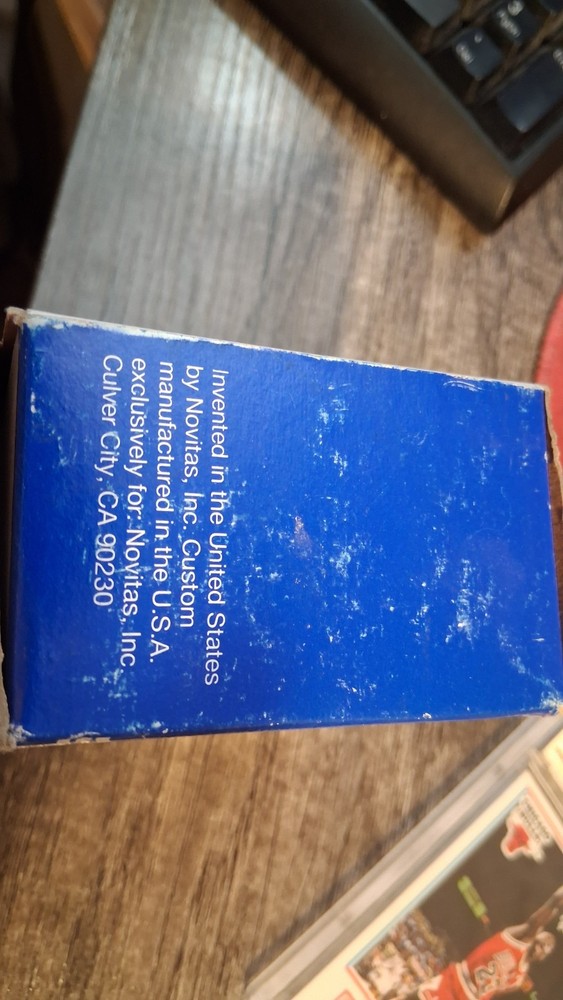 Invented in the United States
by Novitas, Inc. Custom
manufactured in the U.S.A.
exclusively for: Novitas, Inc
Culver City, CA 90230